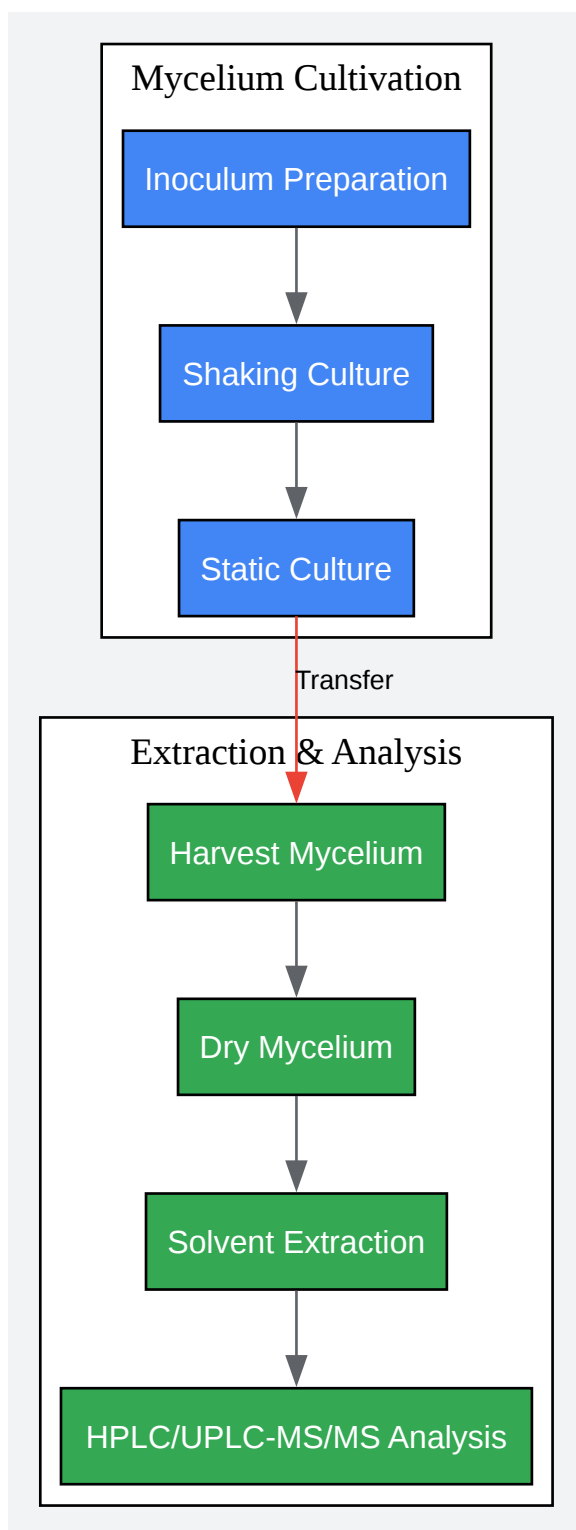 Mycelium Cultivation
Inoculum Preparation
Shaking Culture
Static Culture
Transfer
Extraction & Analysis
Harvest Mycelium
Dry Mycelium
Solvent Extraction
HPLC/UPLC-MS/MS Analysis